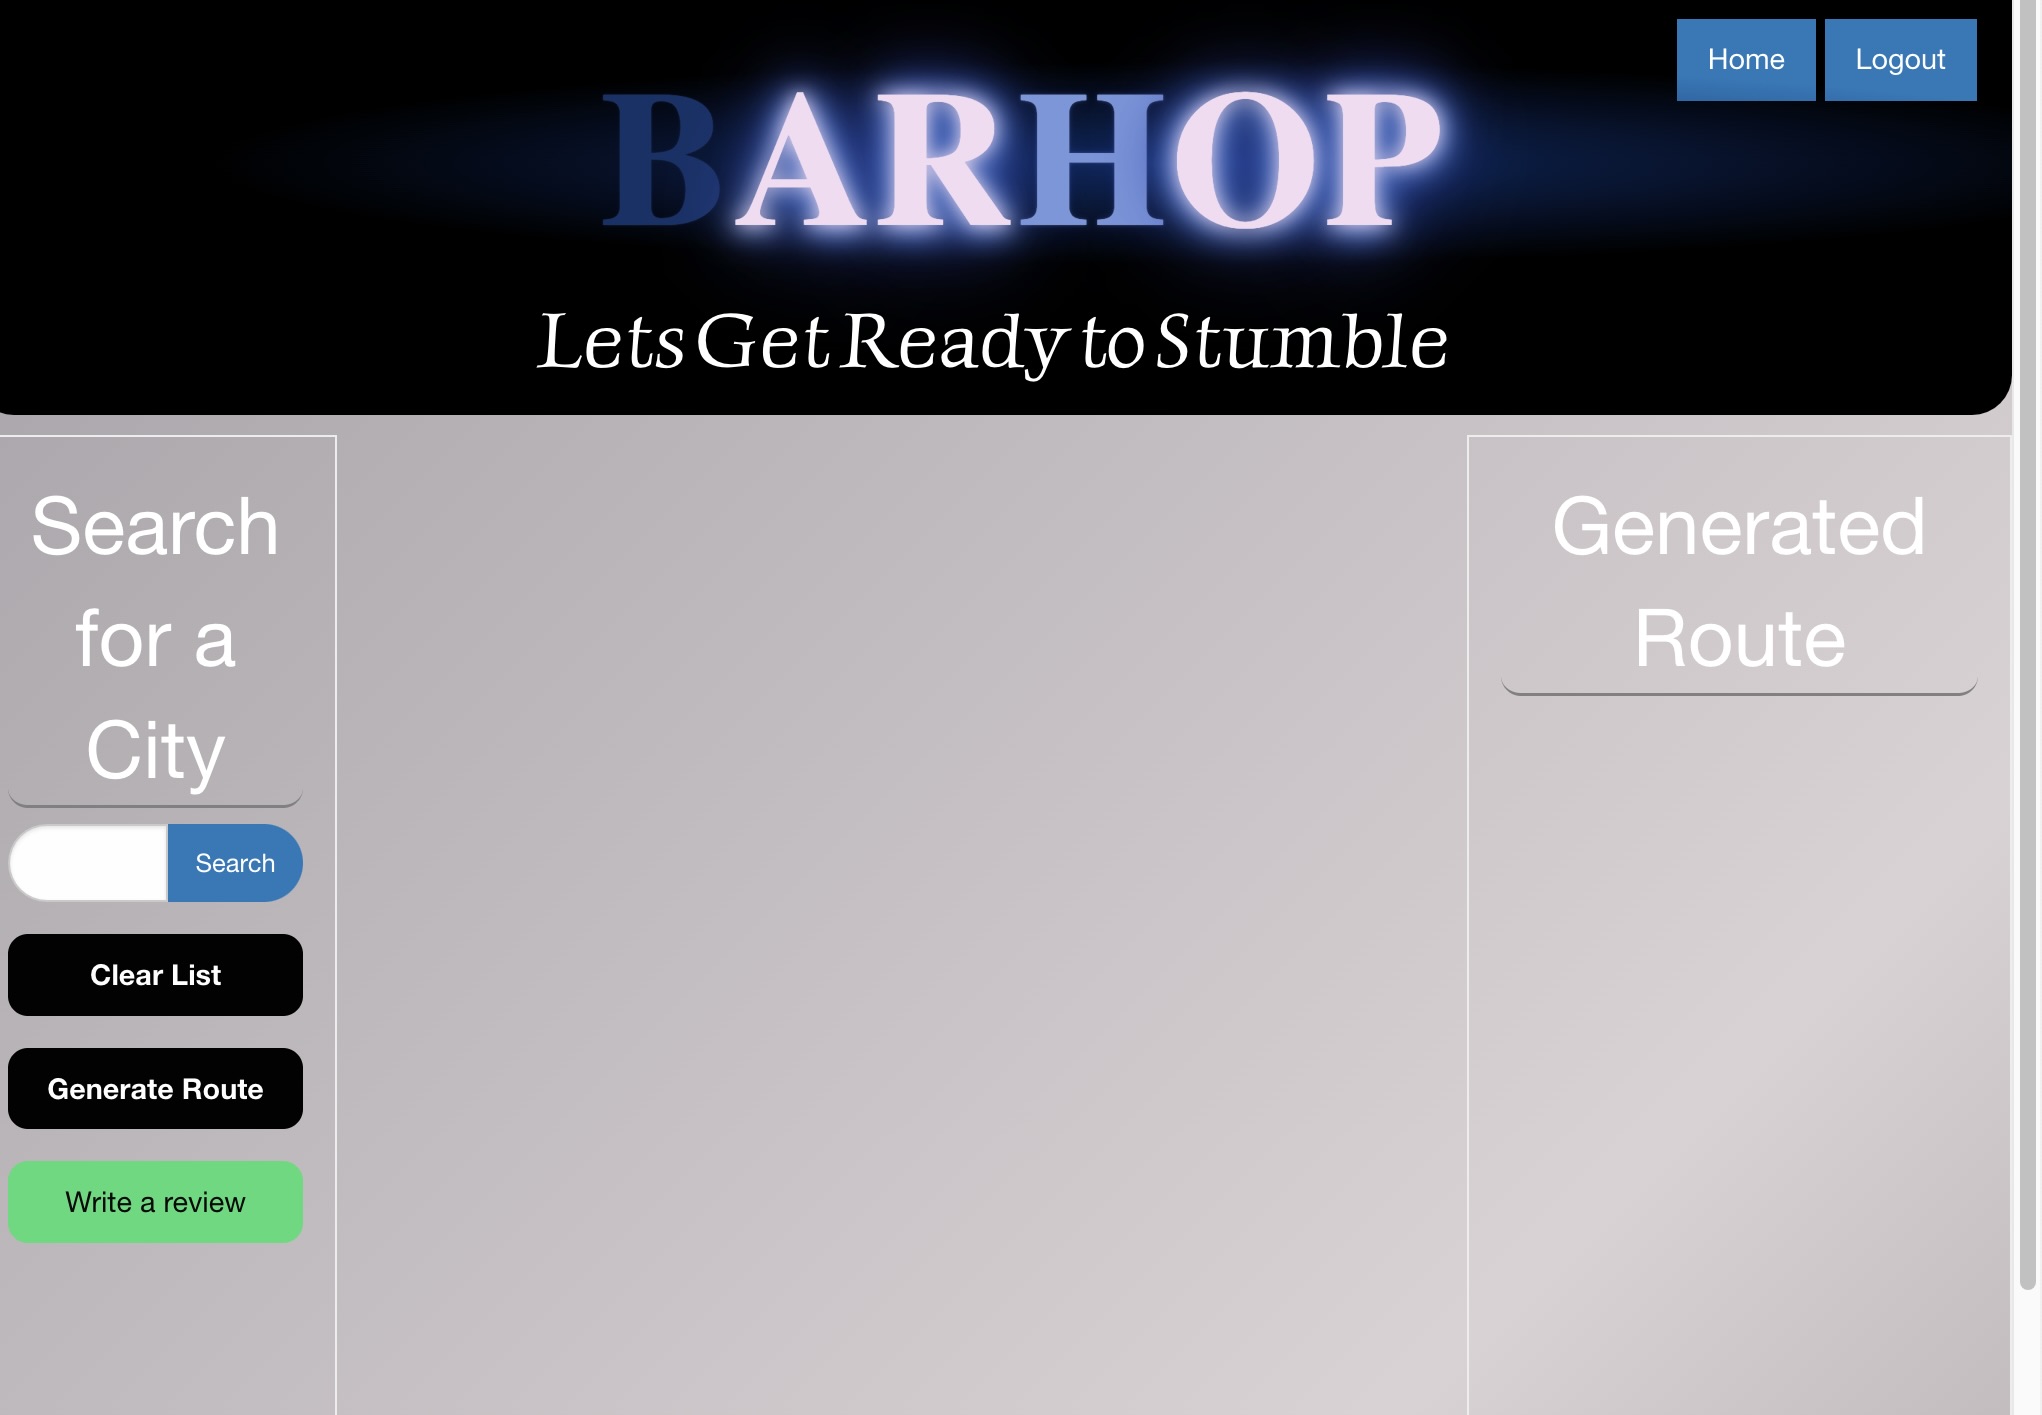 Home
Logout
BARHOP
Lets Get Ready to Stumble
Search
for a
City
Search
Clear List
Generate Route
Write a review
Generated
Route